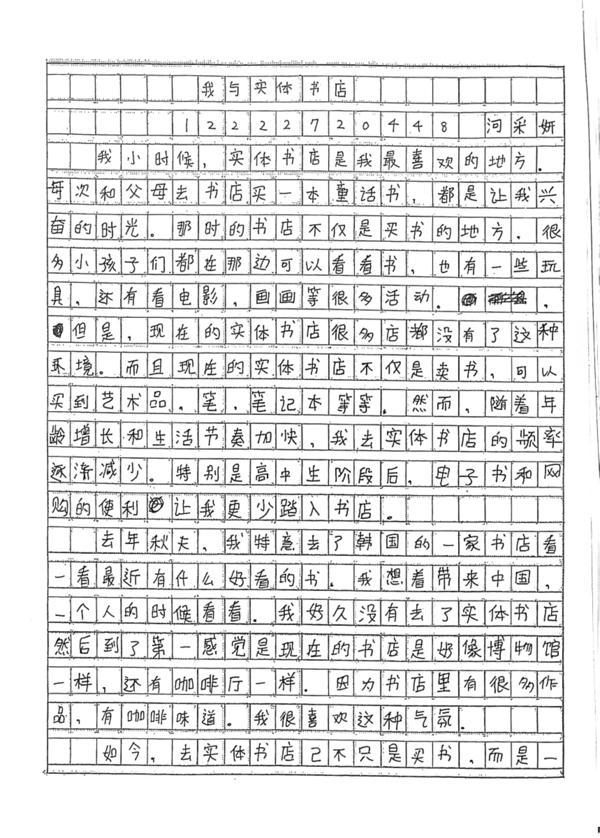 我与实体书店
12222720448 河采妍
我小时候，实体书店是我最喜欢的地方．
每次和父母去书店买一本童话书，都是让我兴
奋的时光。那时的书店不仅是买书的地方．很
多小孩子们都在那边可以看看书，也有一些玩
具，还有看电影，画画等很多活动．，
但是，现在的实体书店很多店都没有了这种
环境。而且现在的实体书店不仅是卖书，可以
买到艺术品，笔，笔记本等等．然而，随着年
龄增长和生活节奏加快，我去实体书店的频率
逐渐减少。特别是高中生阶段后，电子书和网
购的便利让我更少踏入书店．
去年秋天，我特意去了韩国的一家书店看
一看最近有什么好看的书．我想着带来中国，
一个人的时候看看．我好久没有去了实体书店
然后到了第一感觉是现在的书店是好像博物馆
一样，还有咖啡厅一样．因为书店里有很多作
品，有咖啡味道．我很喜欢这种气氛．
如今，去实体书店已不只是买书，而是一